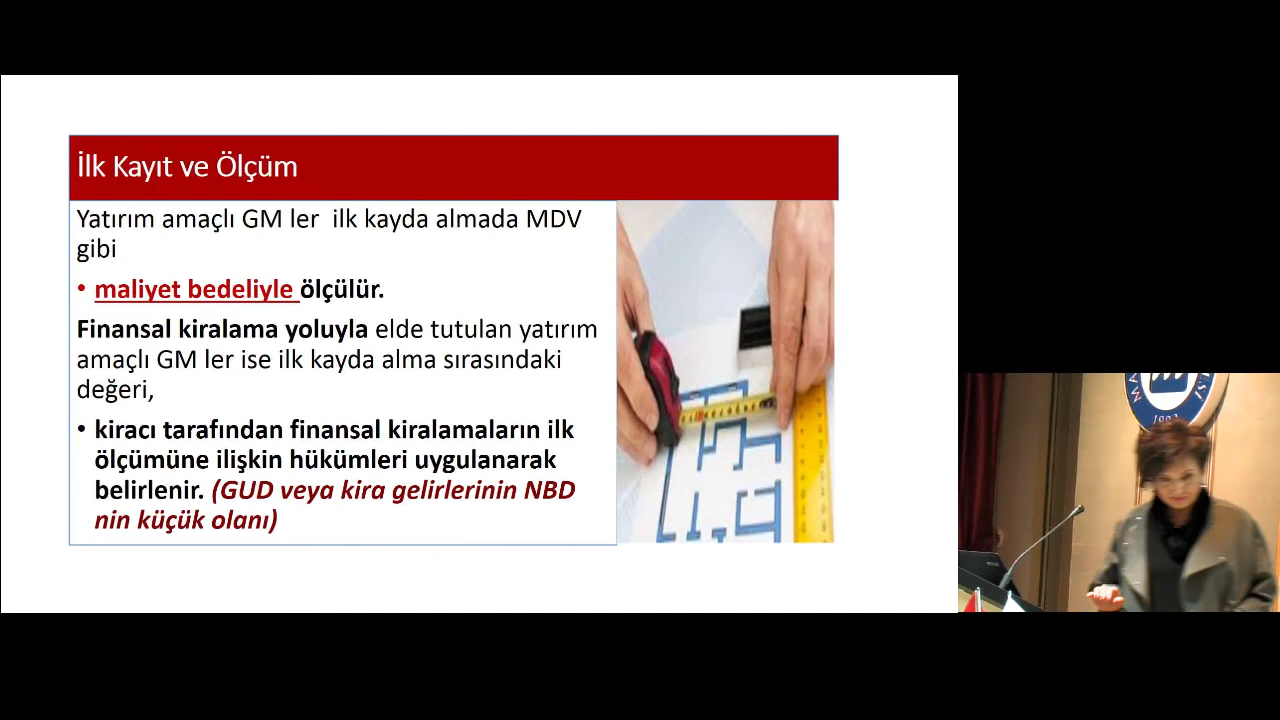 İlk Kayıt ve Ölçüm
Yatırım amaçlı GM ler ilk kayda almada MDV
gibi
• maliyet bedeliyle ölçülür.
Finansal kiralama yoluyla elde tutulan yatırım
amaçlı GM ler ise ilk kayda alma sırasındaki
değeri,
• kiracı tarafından finansal kiralamaların ilk
ölçümüne ilişkin hükümleri uygulanarak
belirlenir. (GUD veya kira gelirlerinin NBD
nin küçük olanı)